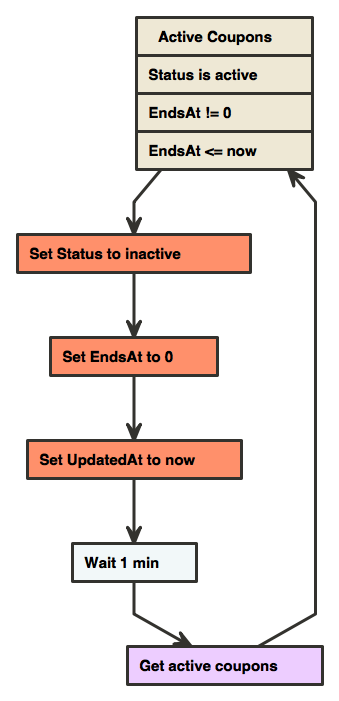 Active Coupons
Status is active
EndsAt != 0
EndsAt <= now
Set Status to inactive
Set EndsAt to 0
Set UpdatedAt to now
Wait 1 min
Get active coupons